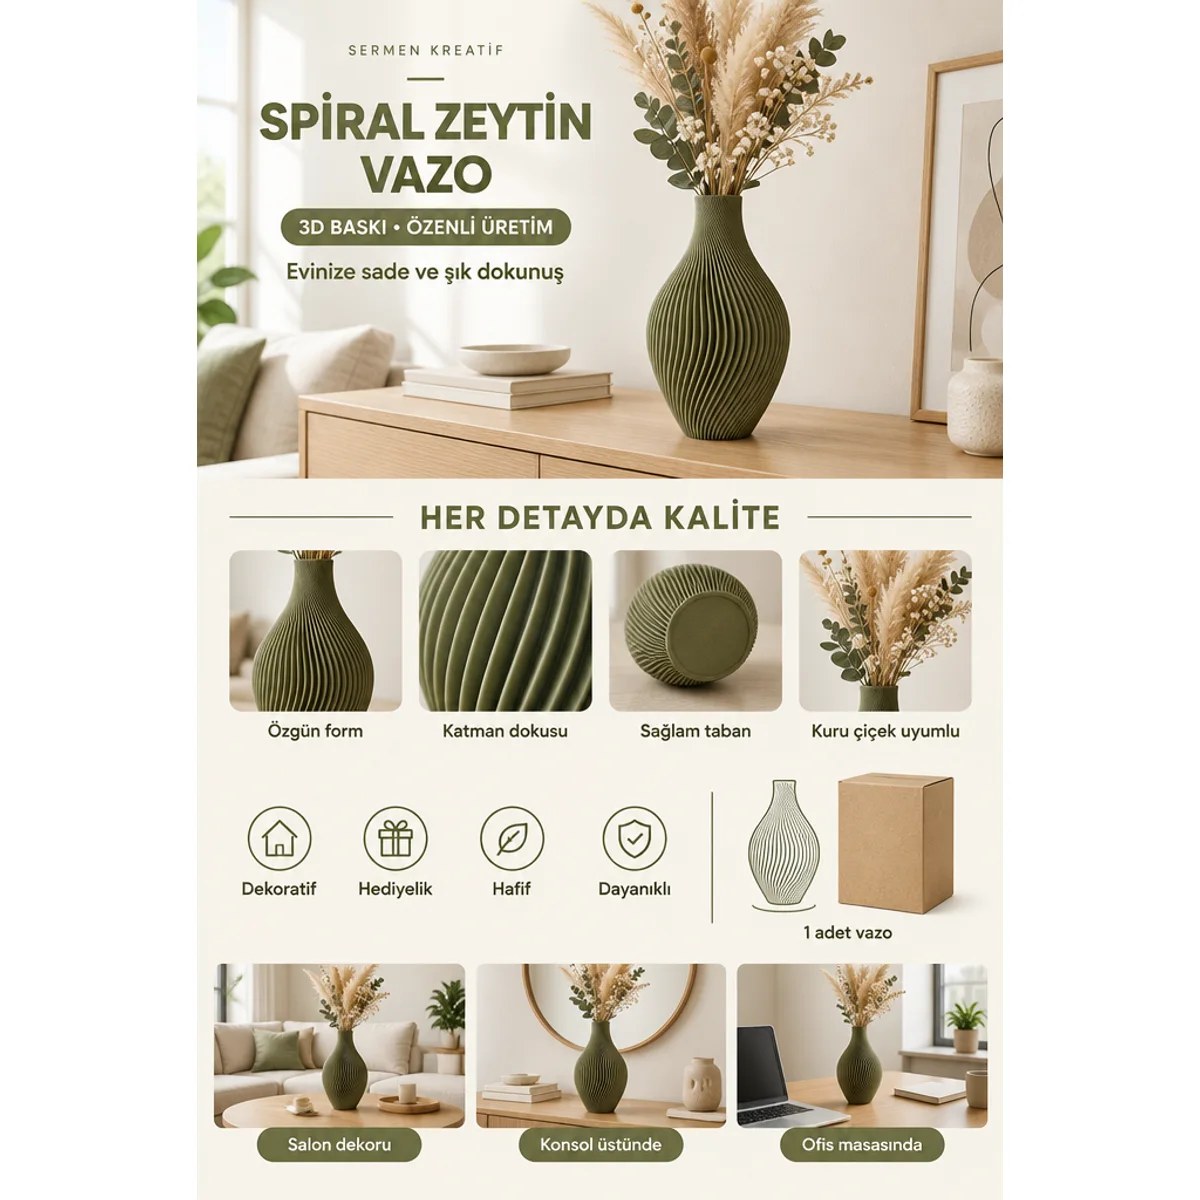 SERMEN KREATİF
SPİRAL ZEYTİN
VAZO
3D BASKI • ÖZENLİ ÜRETİM
Evinize sade ve şık dokunuş
HER DETAYDA KALİTE
Özgün form
Katman dokusu
Sağlam taban
Kuru çiçek uyumlu
Dekoratif
Hediyelik
Hafif
Dayanıklı
1 adet vazo
Salon dekoru
Konsol üstünde
Ofis masasında